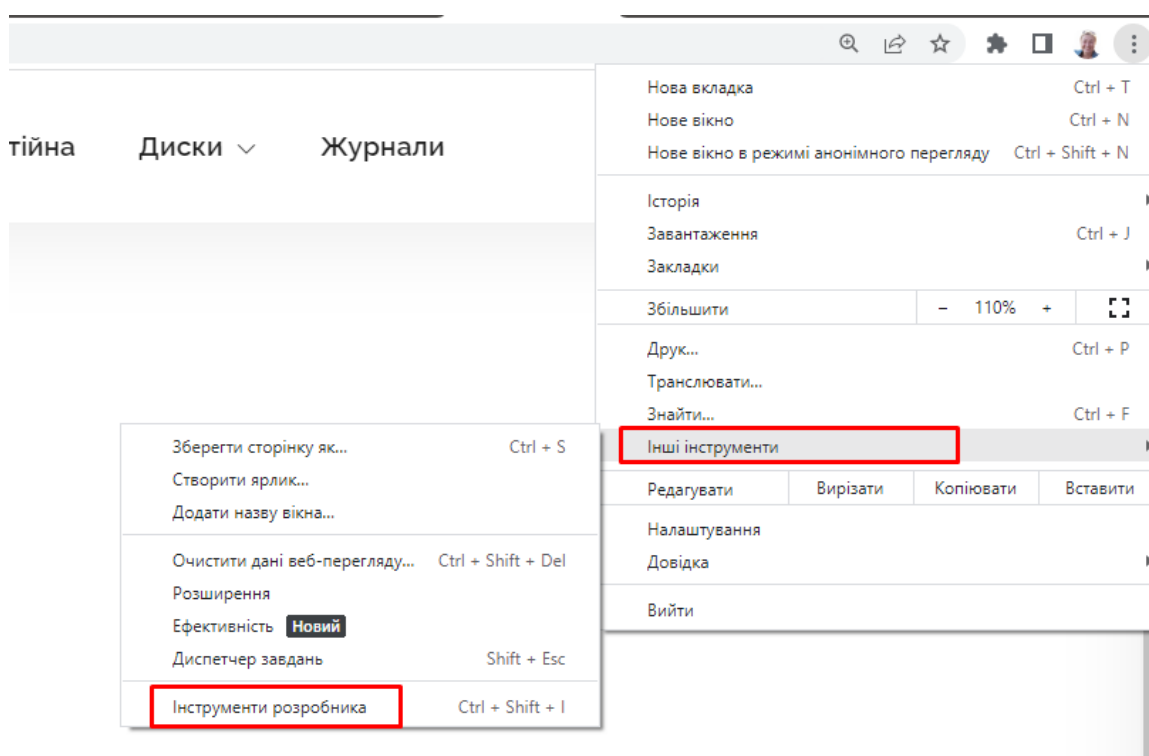 тійна Диски Журнали
Нова вкладка Ctrl + T
Нове вікно Ctrl + N
Нове вікно в режимі анонімного перегляду Ctrl + Shift + N
Історія
Завантаження Ctrl + J
Закладки
Збільшити – 110% +
Друк... Ctrl + P
Транслювати...
Знайти... Ctrl + F
Інші інструменти
Редагувати Вирізати Копіювати Вставити
Налаштування
Довідка
Вийти
Зберегти сторінку як... Ctrl + S
Створити ярлик...
Додати назву вікна...
Очистити дані веб-перегляду... Ctrl + Shift + Del
Розширення
Ефективність Новий
Диспетчер завдань Shift + Esc
Інструменти розробника Ctrl + Shift + I